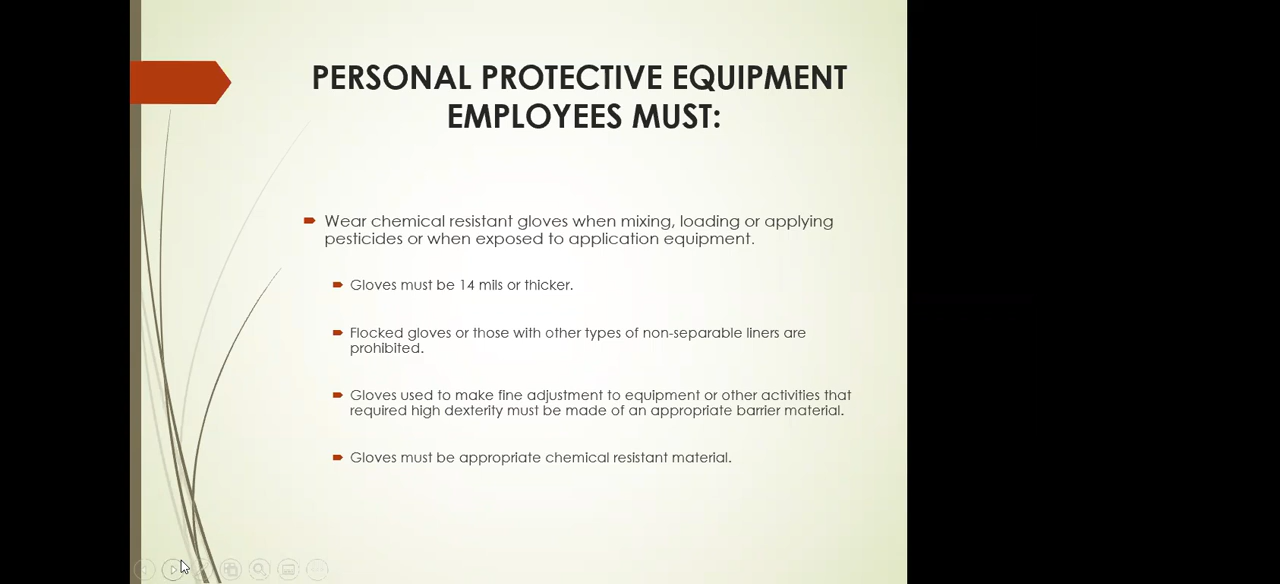 PERSONAL PROTECTIVE EQUIPMENT
EMPLOYEES MUST:
Wear chemical resistant gloves when mixing, loading or applying
pesticides or when exposed to application equipment.
Gloves must be 14 mils or thicker.
Flocked gloves or those with other types of non-separable liners are
prohibited.
Gloves used to make fine adjustment to equipment or other activities that
required high dexterity must be made of an appropriate barrier material.
Gloves must be appropriate chemical resistant material.